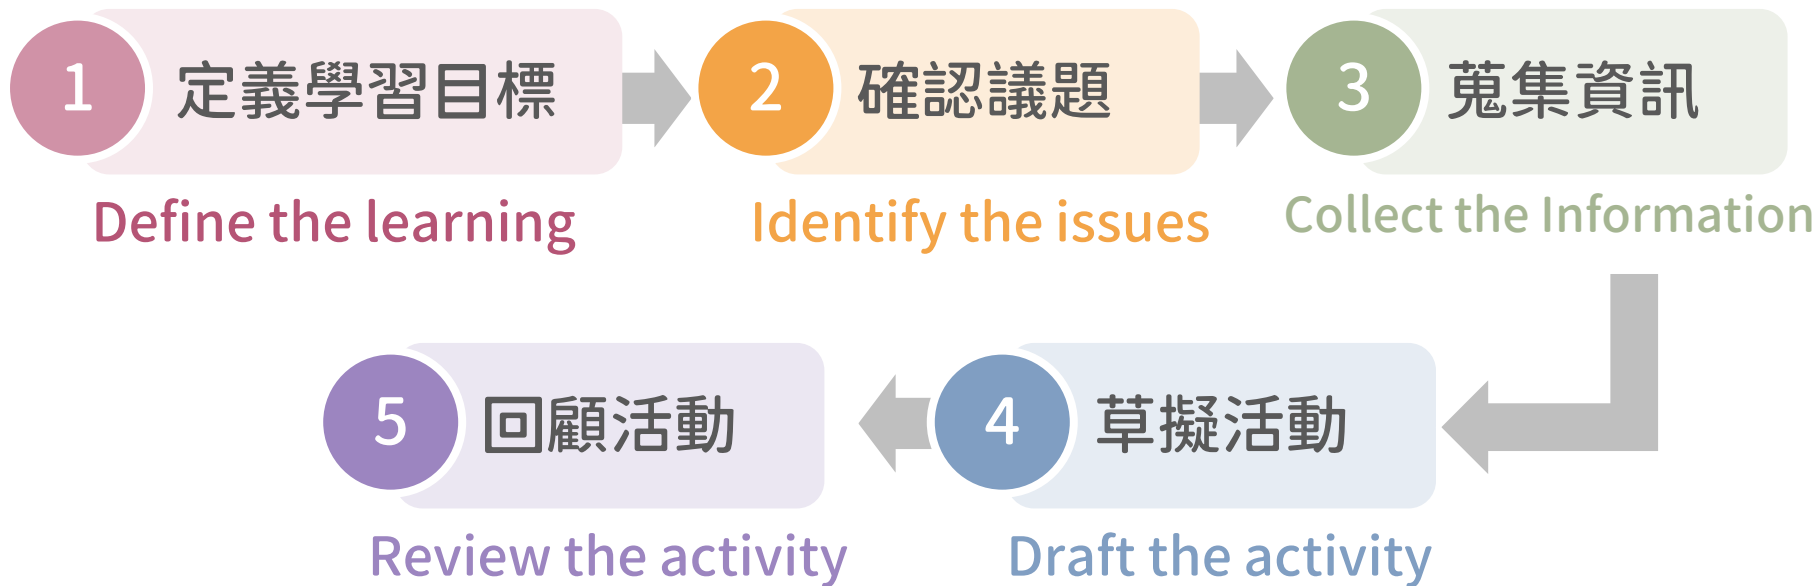 1 定義學習目標
Define the learning
2 確認議題
Identify the issues
3 蒐集資訊
Collect the Information
4 草擬活動
Draft the activity
5 回顧活動
Review the activity